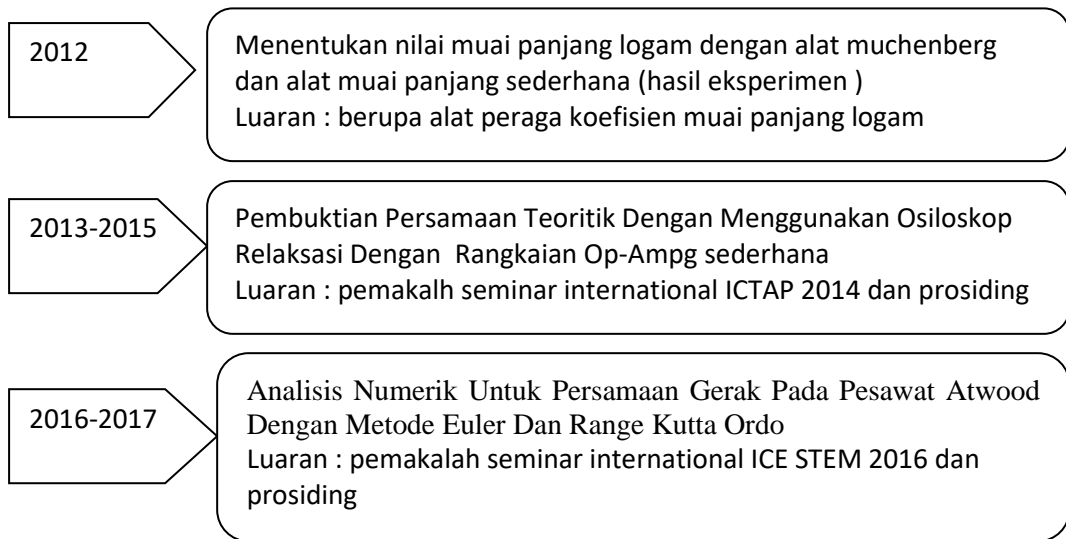 2012
Menentukan nilai muai panjang logam dengan alat muchenberg
dan alat muai panjang sederhana (hasil eksperimen )
Luaran : berupa alat peraga koefisien muai panjang logam
2013-2015
Pembuktian Persamaan Teoritik Dengan Menggunakan Osiloskop
Relaksasi Dengan Rangkaian Op-Ampg sederhana
Luaran : pemakalh seminar international ICTAP 2014 dan prosiding
2016-2017
Analisis Numerik Untuk Persamaan Gerak Pada Pesawat Atwood
Dengan Metode Euler Dan Range Kutta Ordo
Luaran : pemakalah seminar international ICE STEM 2016 dan
prosiding